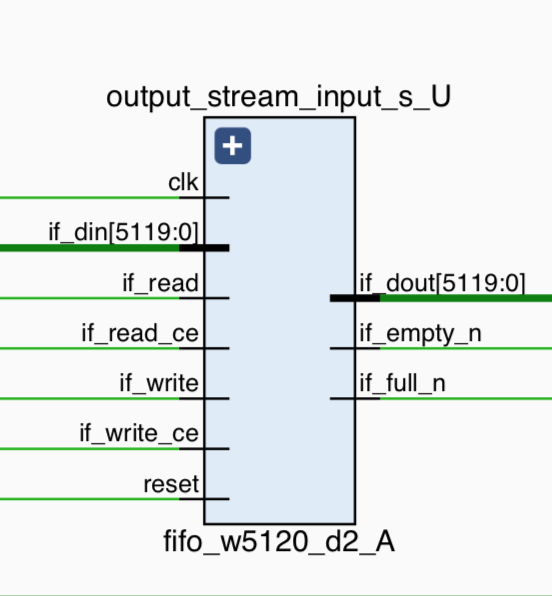 output_stream_input_s_U
clk
if_din[5119:0]
if_read
if_dout[5119:0]
if_read_ce
if_empty_n
if_write
if_full_n
if_write_ce
reset
fifo_w5120_d2_A